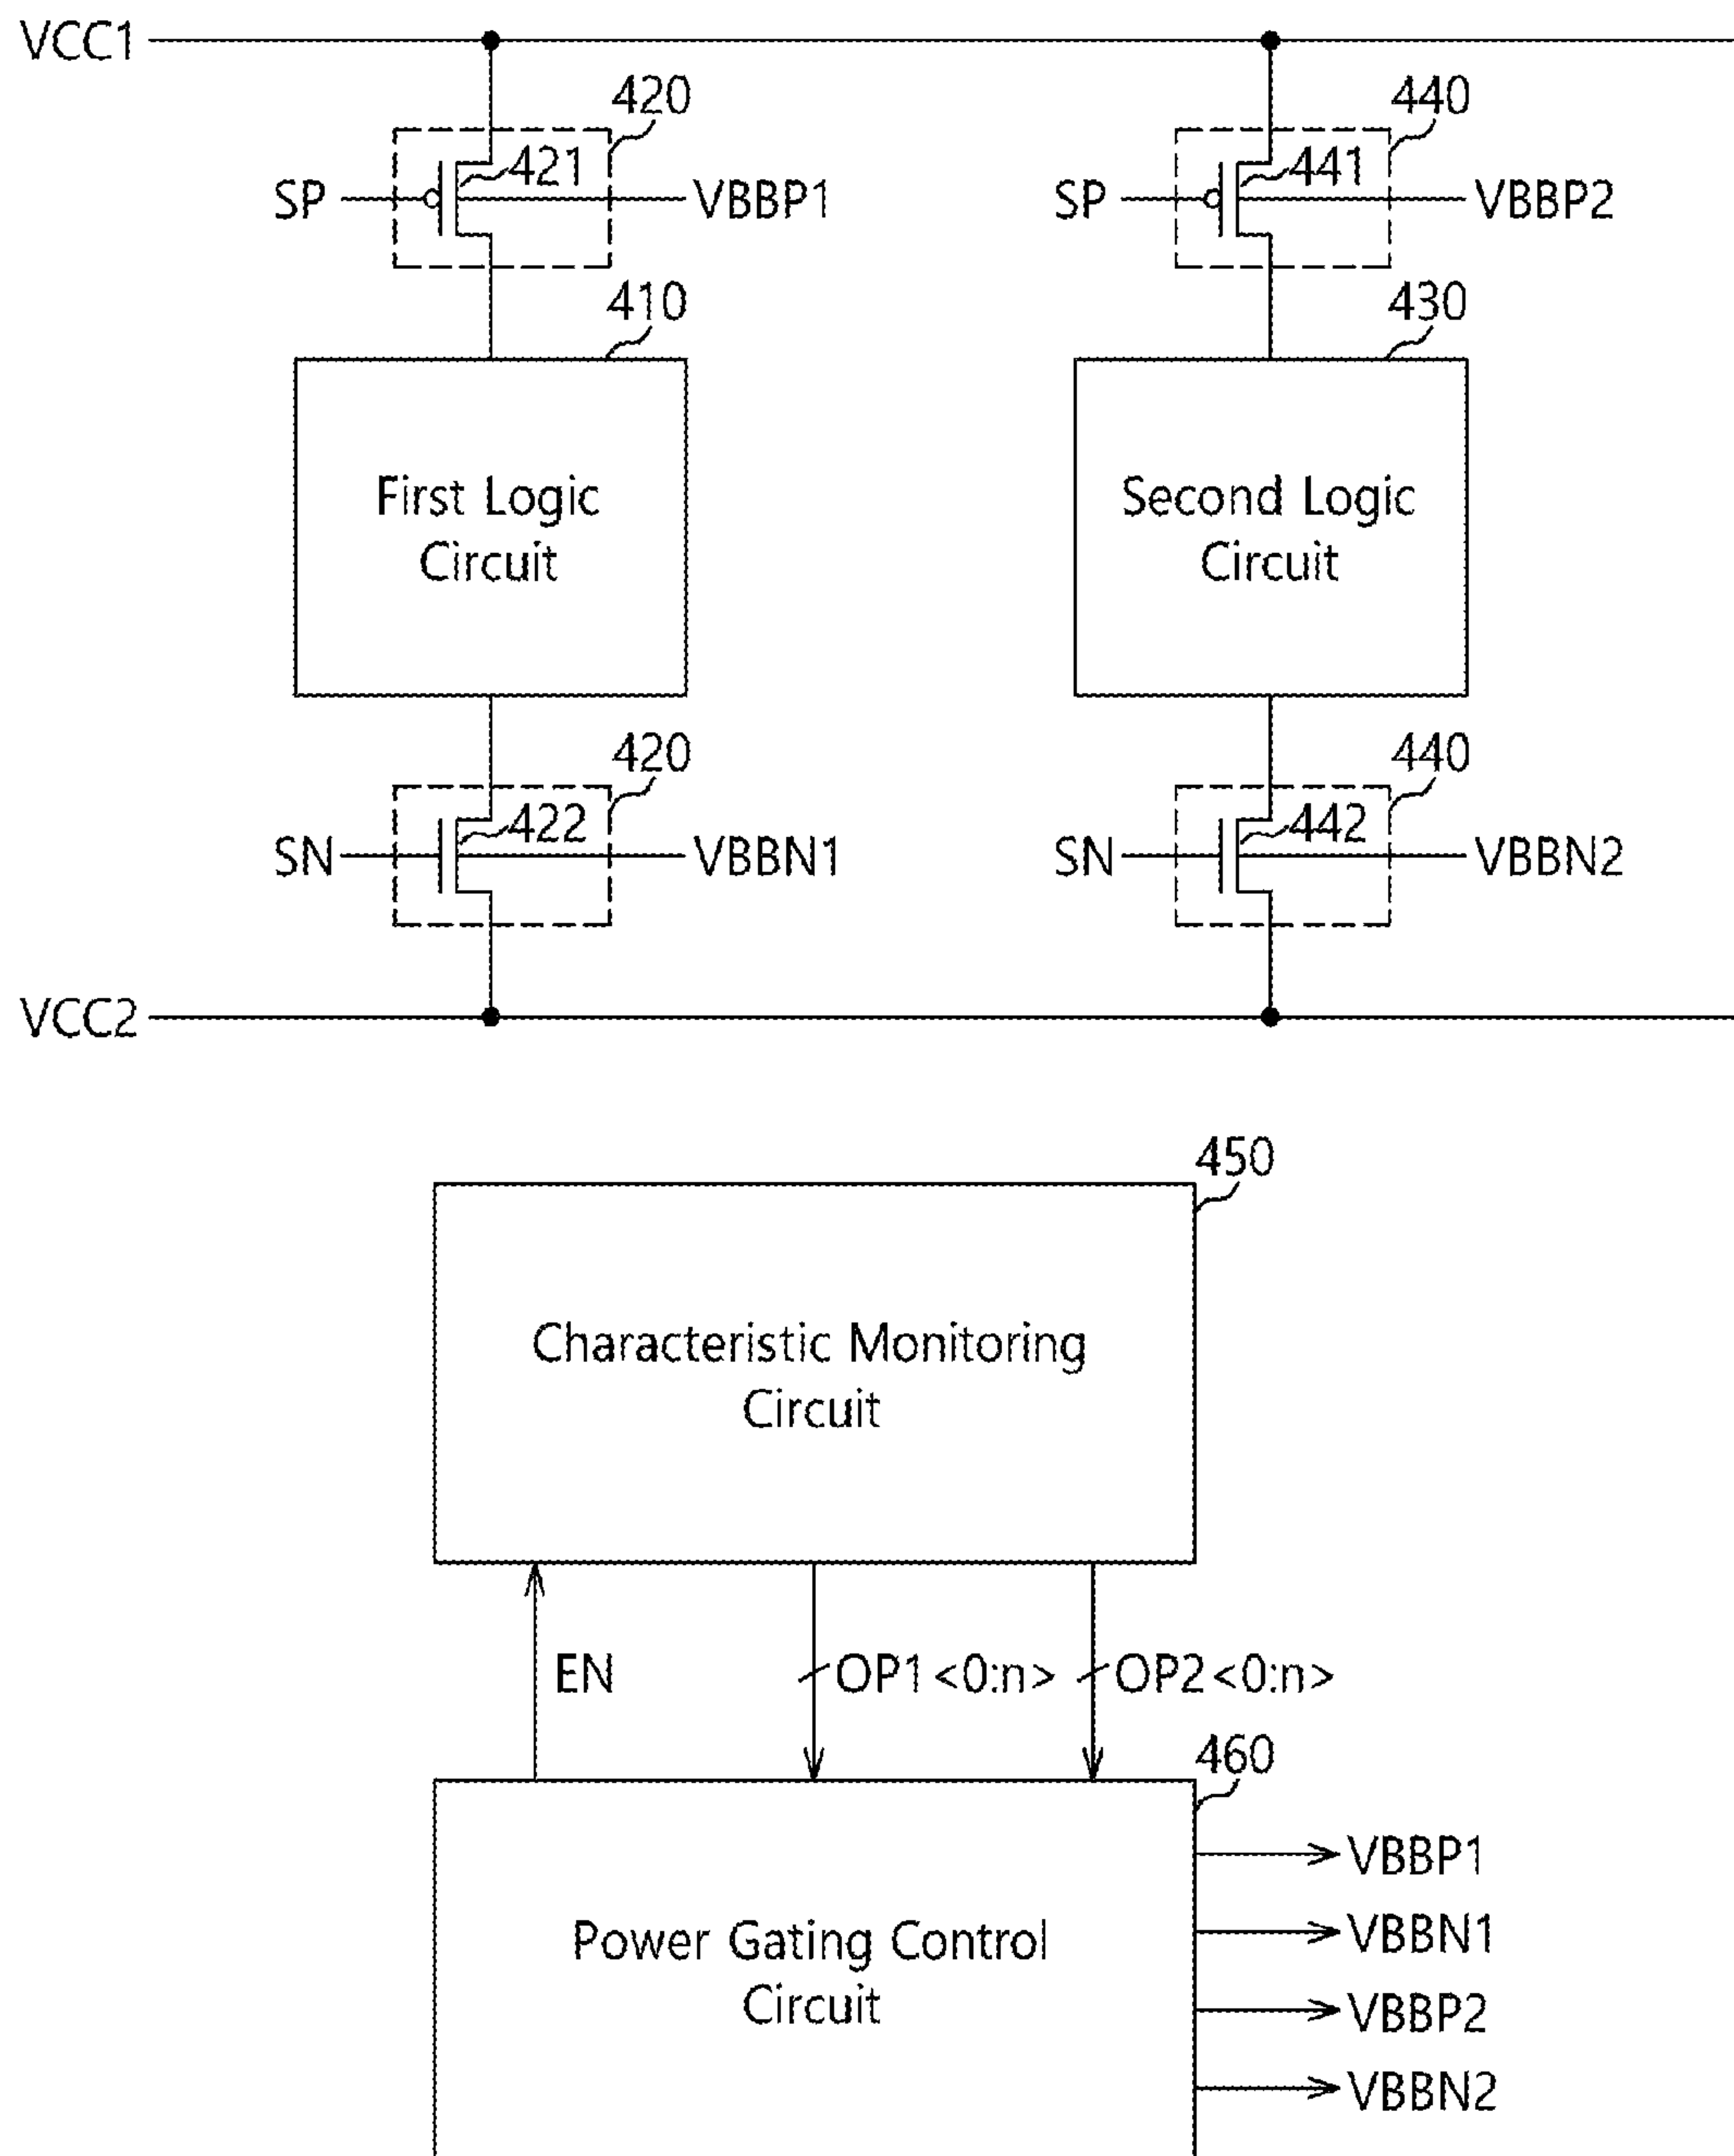 VCC1
420
440
421
441
SP
VBBP1
SP
VBBP2
410
430
First Logic
Circuit
Second Logic
Circuit
420
440
422
442
SN
VBBN1
SN
VBBN2
VCC2
450
Characteristic Monitoring
Circuit
EN
OP1<0:n>
OP2<0:n>
460
Power Gating Control
Circuit
VBBP1
VBBN1
VBBP2
VBBN2